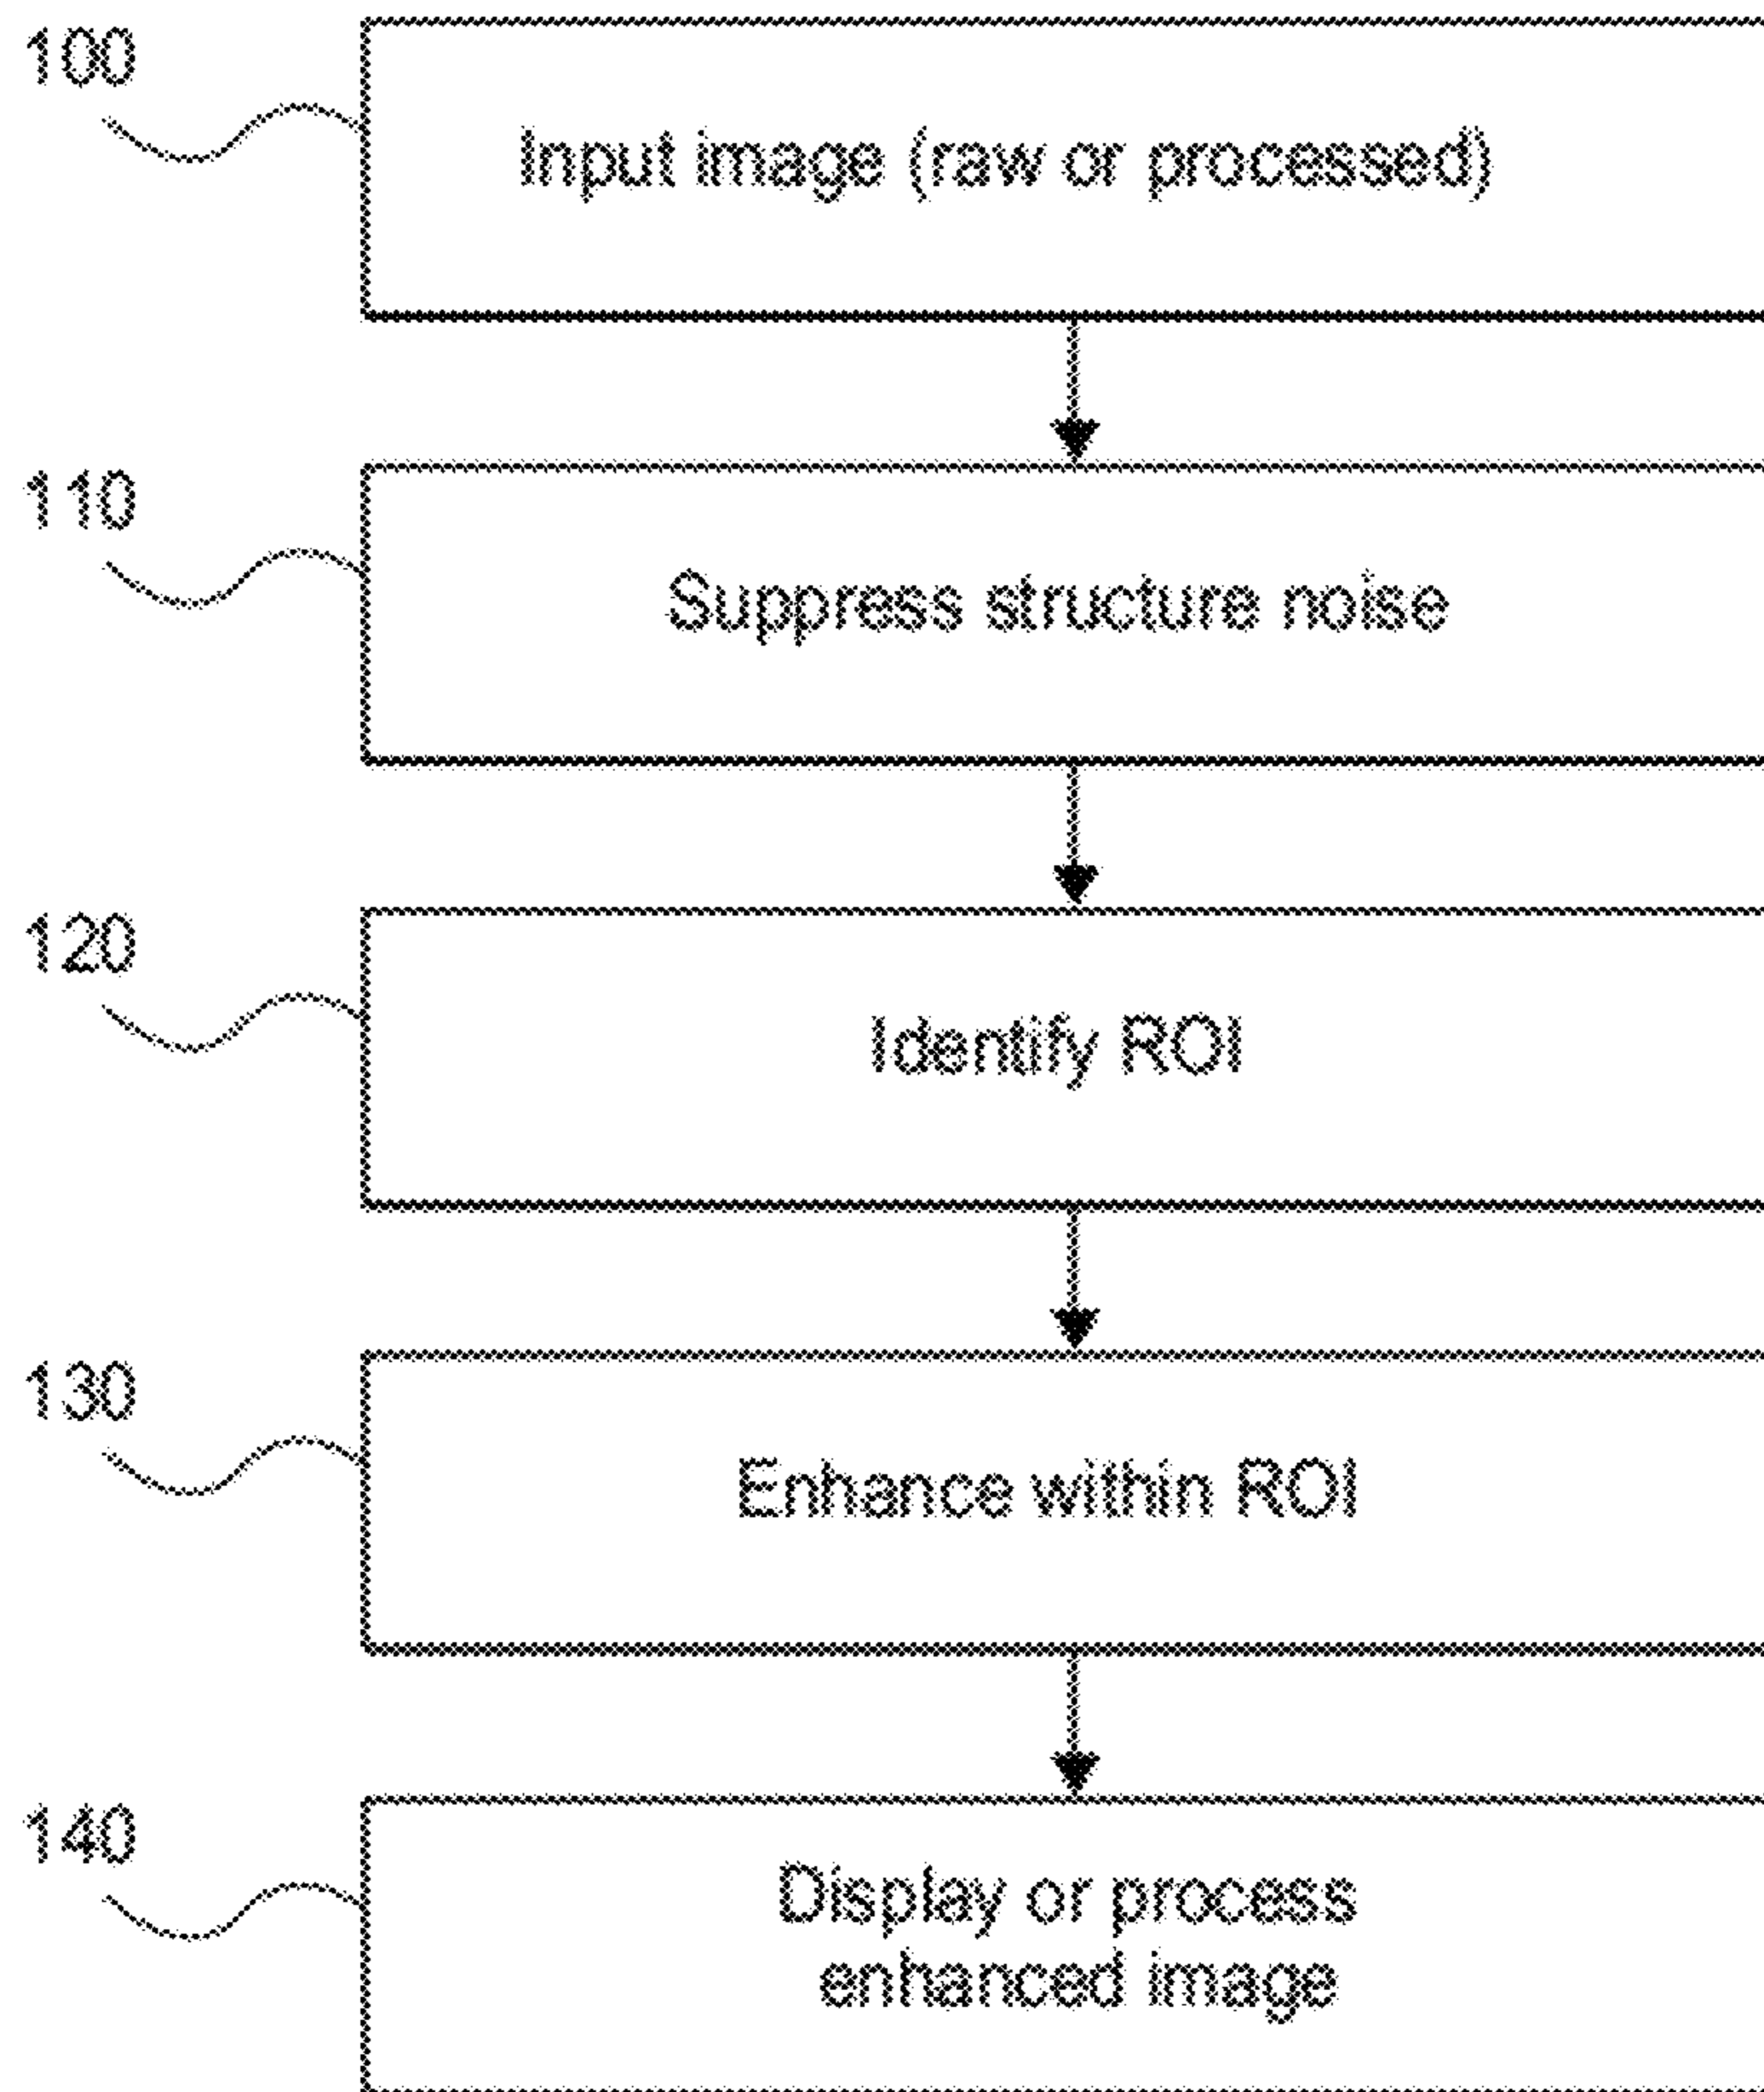 100
Input image (raw or processed)
110
Suppress structure noise
120
Identify ROI
130
Enhance within ROI
140
Display or process
enhanced image